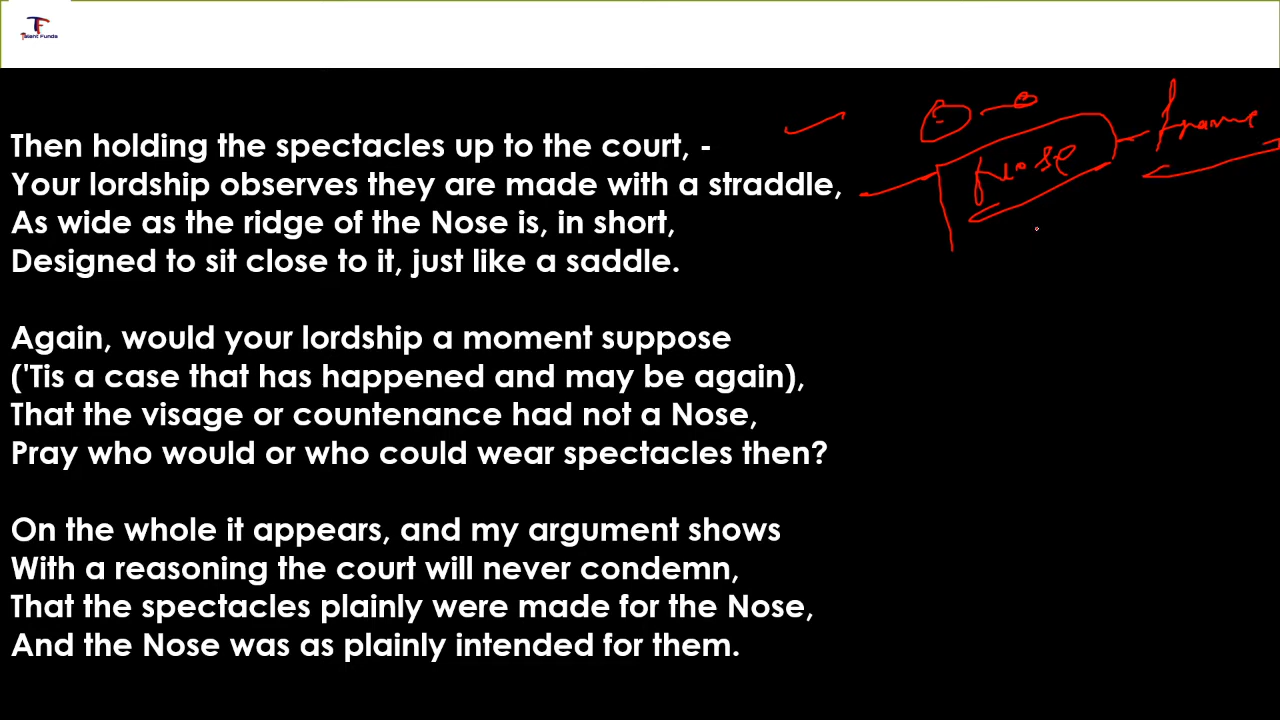 TF
Talent Funda
Then holding the spectacles up to the court, -
Your lordship observes they are made with a straddle,
As wide as the ridge of the Nose is, in short,
Designed to sit close to it, just like a saddle.
Again, would your lordship a moment suppose
('Tis a case that has happened and may be again),
That the visage or countenance had not a Nose,
Pray who would or who could wear spectacles then?
On the whole it appears, and my argument shows
With a reasoning the court will never condemn,
That the spectacles plainly were made for the Nose,
And the Nose was as plainly intended for them.
nose
frame